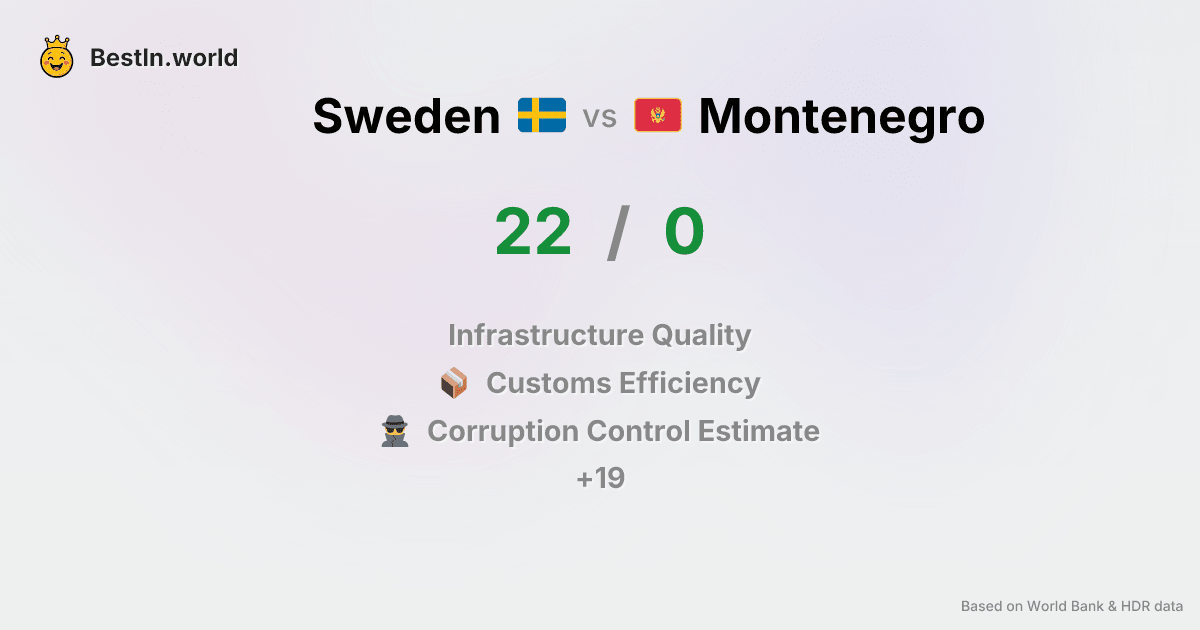 BestIn.world
Sweden vs Montenegro
22 / 0
Infrastructure Quality
Customs Efficiency
Corruption Control Estimate
+19
Based on World Bank & HDR data